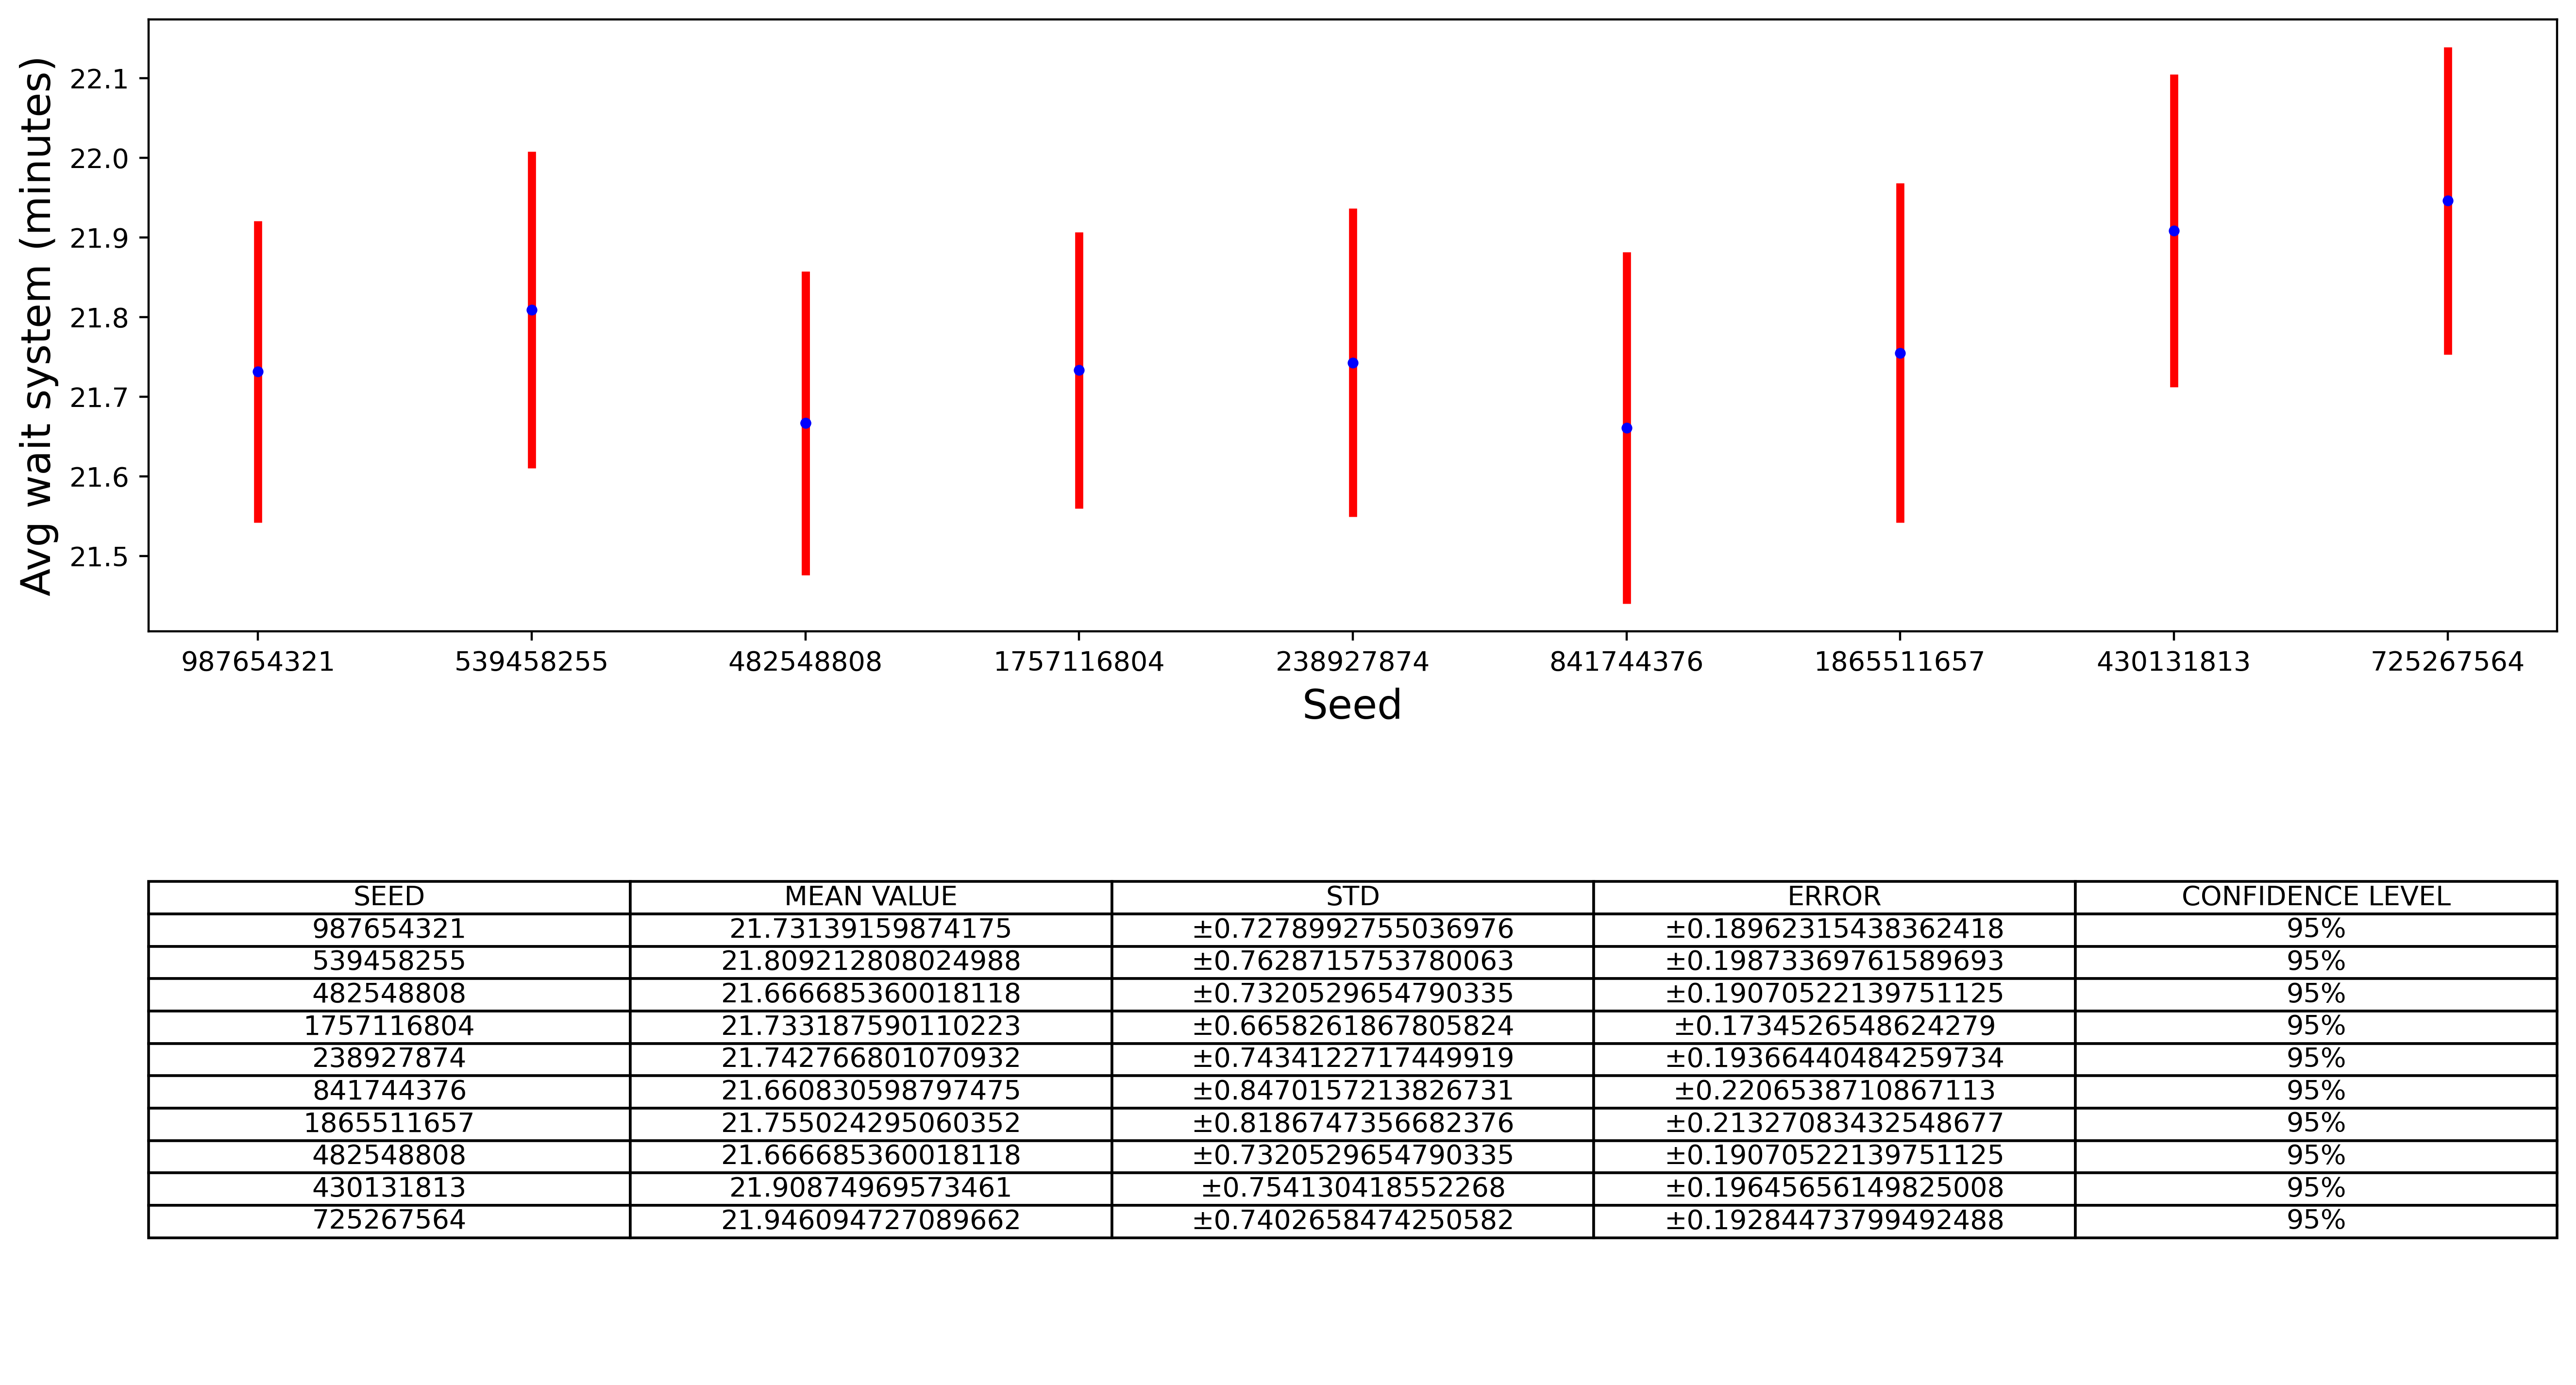 Avg wait system (minutes)
22.1
22.0
21.9
21.8
21.7
21.6
21.5
987654321 539458255 482548808 1757116804 238927874 841744376 1865511657 430131813 725267564
Seed
SEED MEAN VALUE STD ERROR CONFIDENCE LEVEL
987654321 21.73139159874175 ±0.7278992755036976 ±0.18962315438362418 95%
539458255 21.809212808024988 ±0.7628715753780063 ±0.19873369761589693 95%
482548808 21.666685360018118 ±0.7320529654790335 ±0.19070522139751125 95%
1757116804 21.733187590110223 ±0.6658261867805824 ±0.1734526548624279 95%
238927874 21.742766801070932 ±0.7434122717449919 ±0.19366440484259734 95%
841744376 21.660830598797475 ±0.8470157213826731 ±0.2206538710867113 95%
1865511657 21.755024295060352 ±0.8186747356682376 ±0.21327083432548677 95%
482548808 21.666685360018118 ±0.7320529654790335 ±0.19070522139751125 95%
430131813 21.90874969573461 ±0.754130418552268 ±0.19645656149825008 95%
725267564 21.946094727089662 ±0.7402658474250582 ±0.19284473799492488 95%